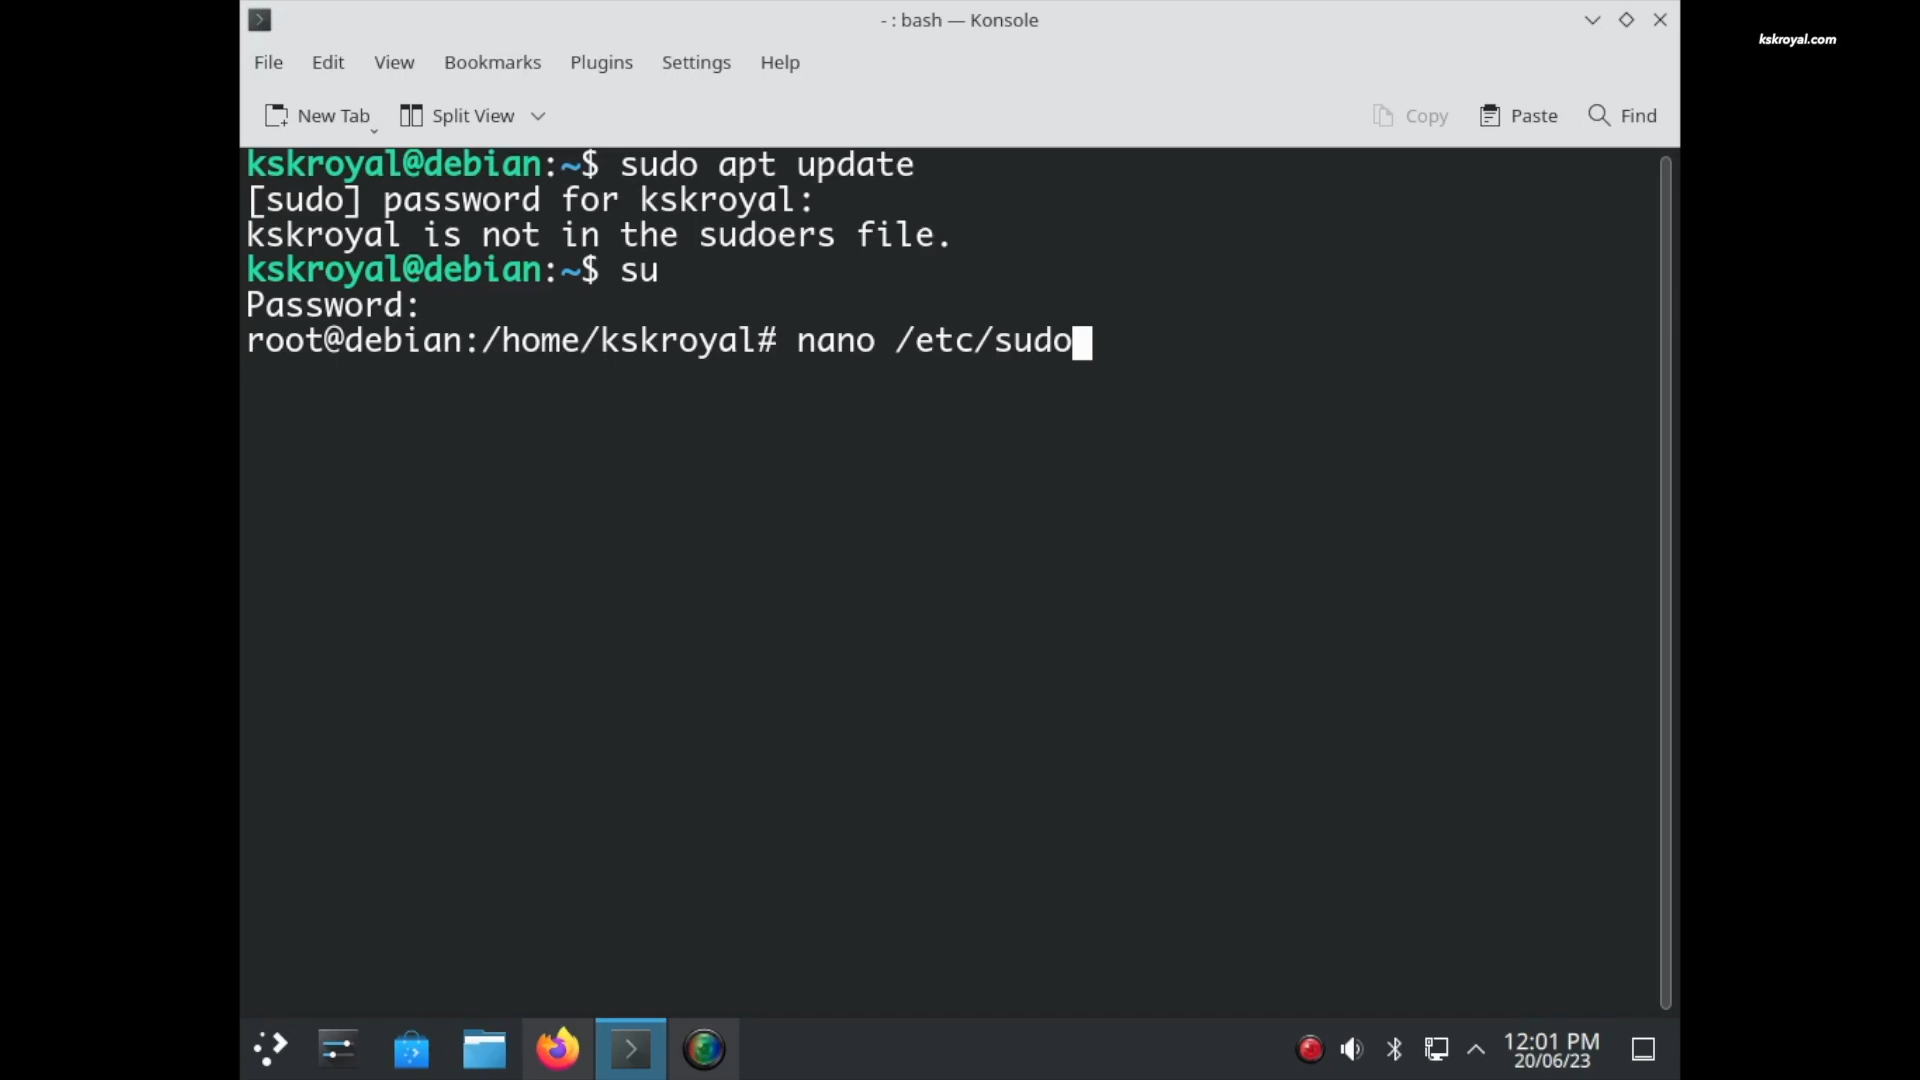 - : bash — Konsole
kskroyal.com
File Edit View Bookmarks Plugins Settings Help
New Tab Split View Copy Paste Find
kskroyal@debian:~$ sudo apt update
[sudo] password for kskroyal:
kskroyal is not in the sudoers file.
kskroyal@debian:~$ su
Password:
root@debian:/home/kskroyal# nano /etc/sudo
12:01 PM
20/06/23